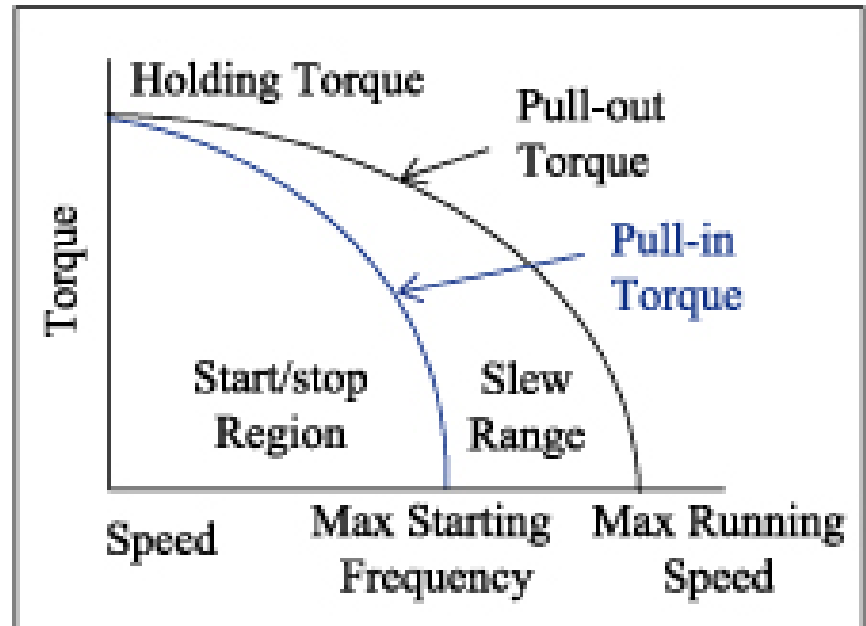 Holding Torque
Pull-out
Torque
Pull-in
Torque
Torque
Start/stop
Region
Slew
Range
Speed
Max Starting
Frequency
Max Running
Speed